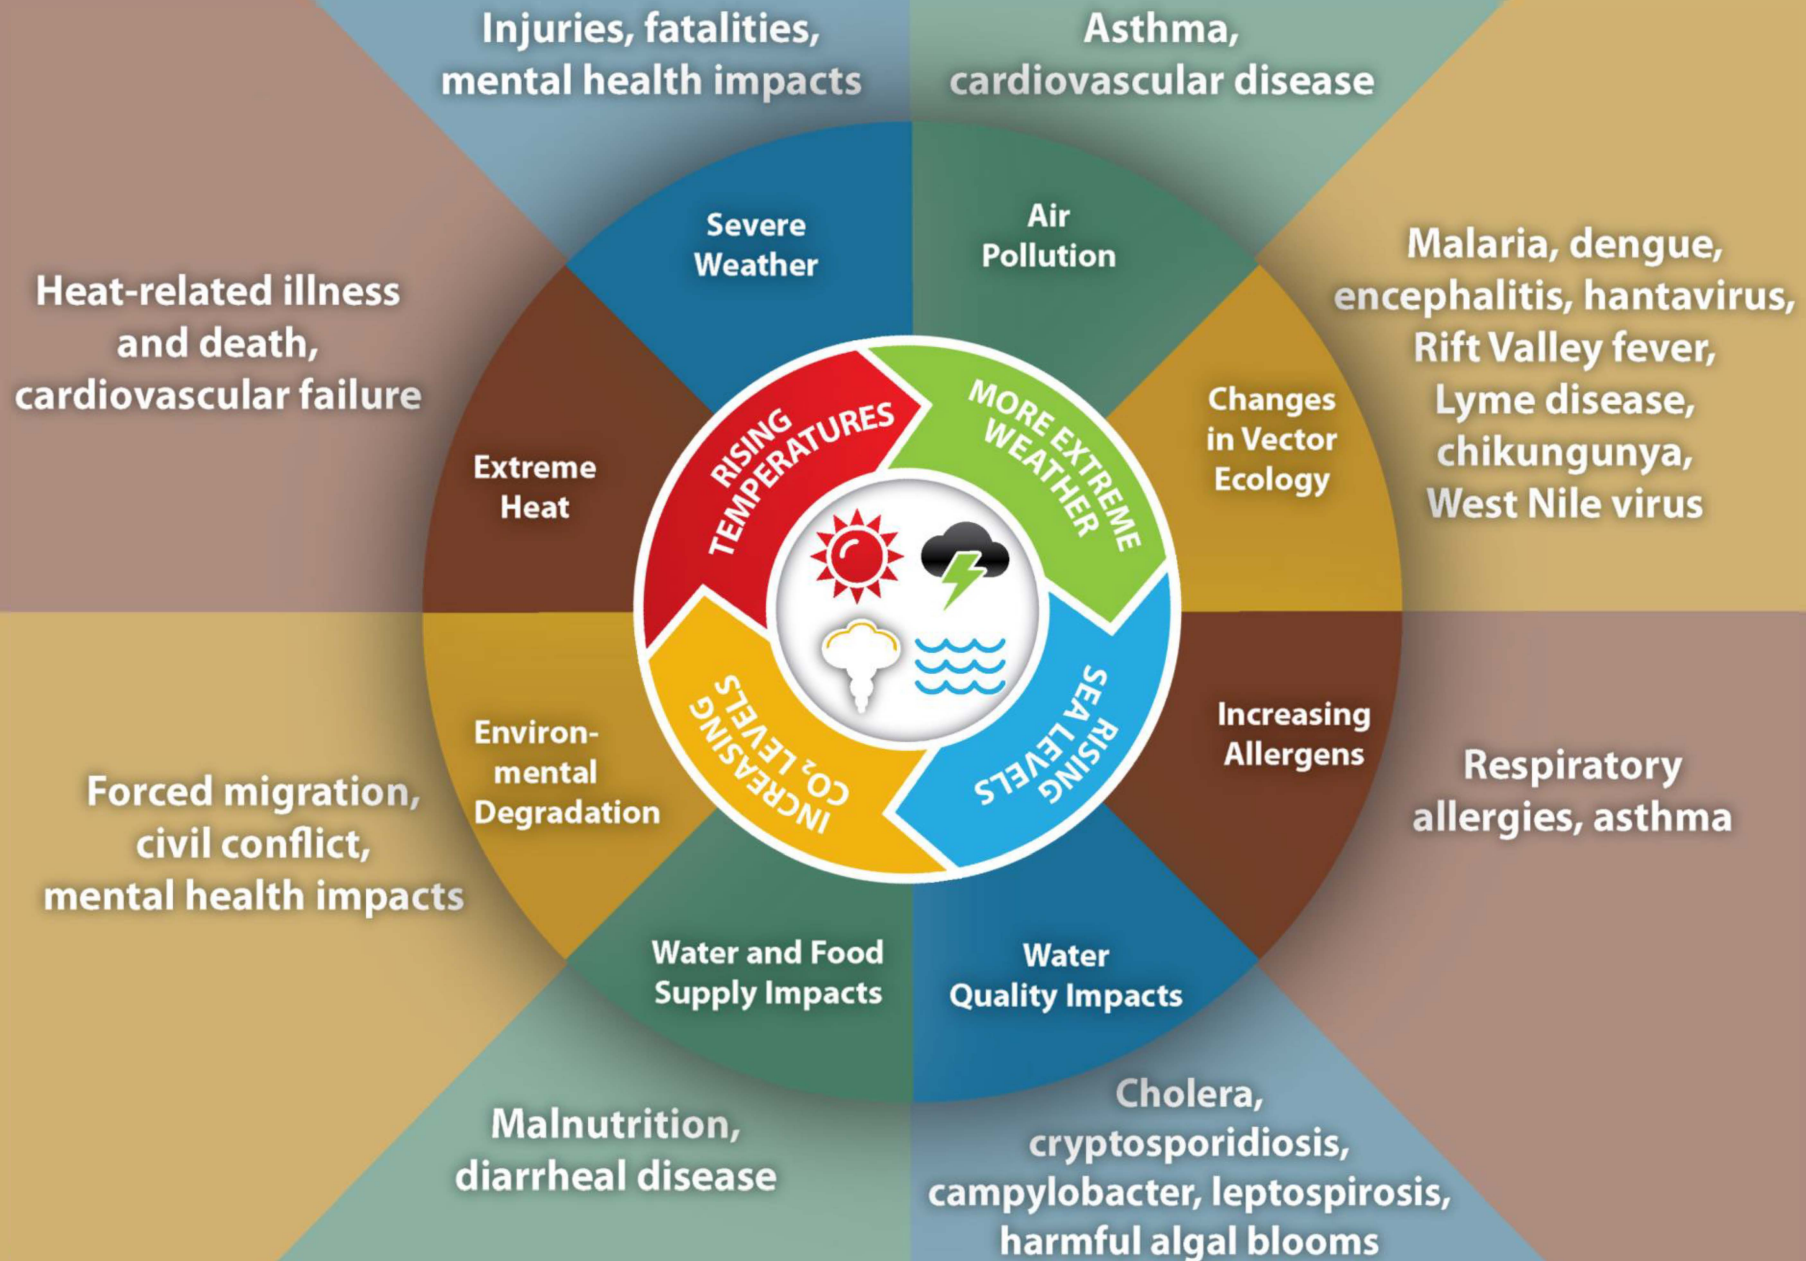 Injuries, fatalities,
mental health impacts
Asthma,
cardiovascular disease
Severe
Weather
Air
Pollution
Heat-related illness
and death,
cardiovascular failure
Extreme
Heat
Changes
in Vector
Ecology
Malaria, dengue,
encephalitis, hantavirus,
Rift Valley fever,
Lyme disease,
chikungunya,
West Nile virus
RISING
TEMPERATURES
MORE EXTREME
WEATHER
RISING
SEA LEVELS
INCREASING
CO₂ LEVELS
Environ-
mental
Degradation
Forced migration,
civil conflict,
mental health impacts
Increasing
Allergens
Respiratory
allergies, asthma
Water and Food
Supply Impacts
Water
Quality Impacts
Malnutrition,
diarrheal disease
Cholera,
cryptosporidiosis,
campylobacter, leptospirosis,
harmful algal blooms